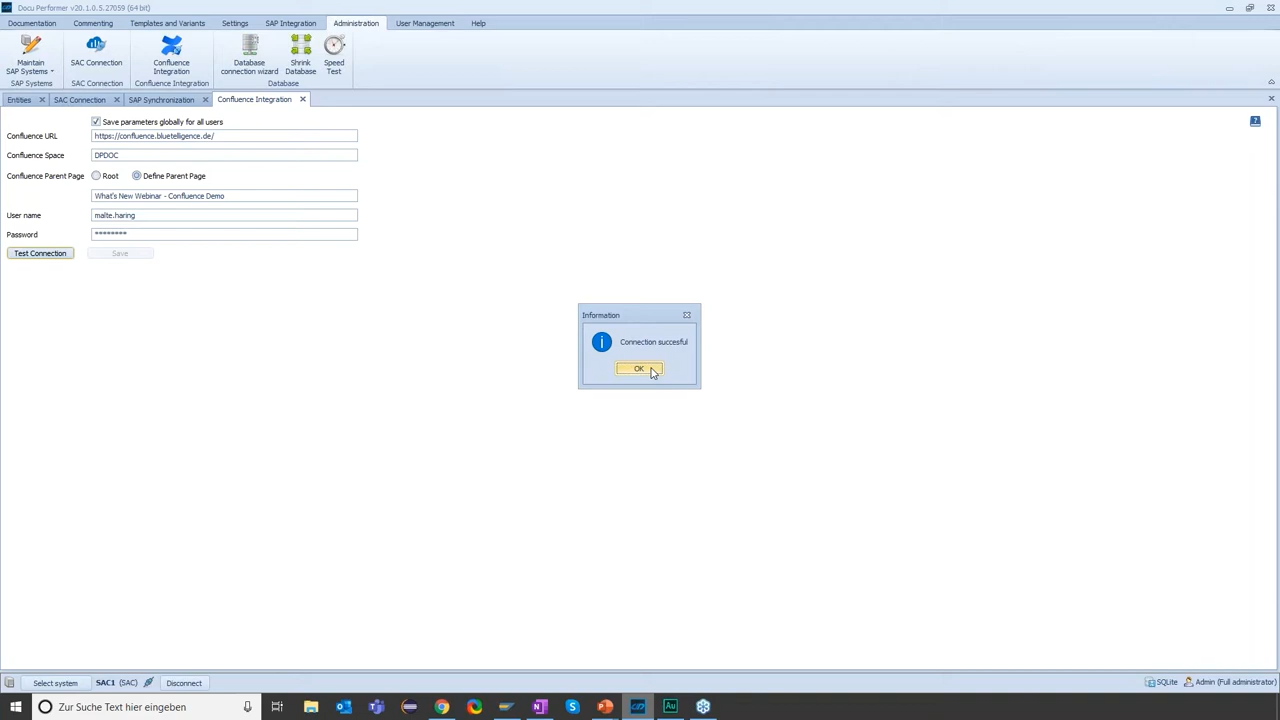 Docu Performer v20.1.0.5.27059 (64 bit)
Documentation Commenting Templates and Variants Settings SAP Integration Administration User Management Help
Maintain SAP Systems
SAC Connection
Confluence Integration
Database connection wizard
Shrink Database
Speed Test
SAP Systems SAC Connection Confluence Integration Database
Entities SAC Connection SAP Synchronization Confluence Integration
Save parameters globally for all users
Confluence URL https://confluence.bluetelligence.de/
Confluence Space DPDOC
Confluence Parent Page Root Define Parent Page
What's New Webinar - Confluence Demo
User name malte.haring
Password ********
Test Connection Save
Information
Connection succesful
OK
Select system SAC1 (SAC) Disconnect SQLite Admin (Full administrator)
Zur Suche Text hier eingeben